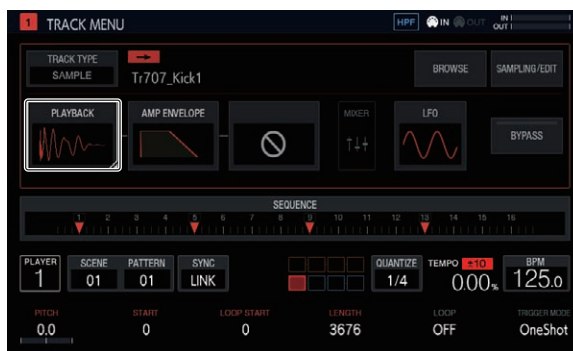 1 TRACK MENU HPF IN OUT IN OUT
TRACK TYPE
SAMPLE
Tr707_Kick1
BROWSE SAMPLING/EDIT
PLAYBACK AMP ENVELOPE MIXER LFO
BYPASS
SEQUENCE
1 2 3 4 5 6 7 8 9 10 11 12 13 14 15 16
PLAYER SCENE PATTERN SYNC QUANTIZE TEMPO ±10 BPM
1 01 01 LINK 1/4 0.00% 125.0
PITCH START LOOP START LENGTH LOOP TRIGGER MODE
0.0 0 0 3676 OFF OneShot